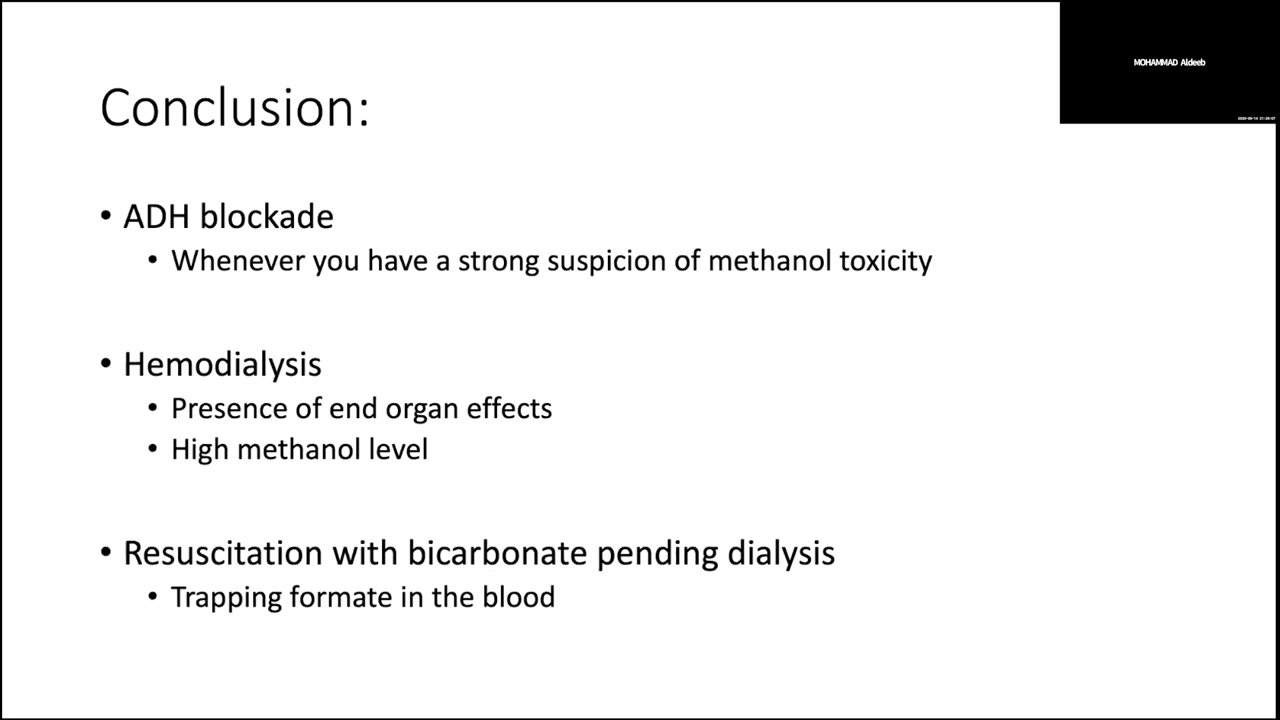 MOHAMMAD Aldeeb
Conclusion:
• ADH blockade
• Whenever you have a strong suspicion of methanol toxicity
• Hemodialysis
• Presence of end organ effects
• High methanol level
• Resuscitation with bicarbonate pending dialysis
• Trapping formate in the blood